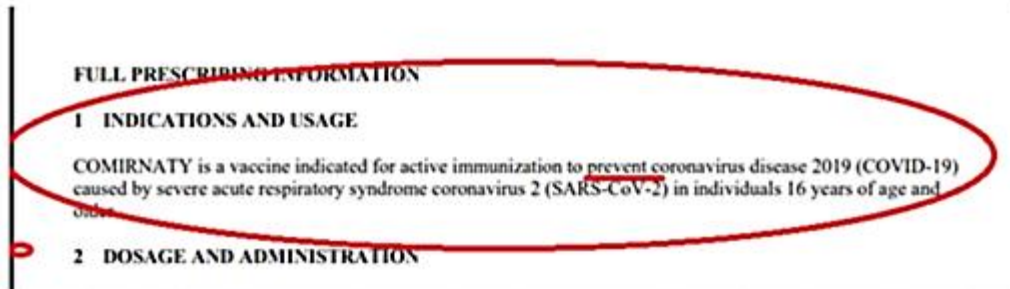 FULL PRESCRIBING INFORMATION
1 INDICATIONS AND USAGE
COMIRNATY is a vaccine indicated for active immunization to prevent coronavirus disease 2019 (COVID-19)
caused by severe acute respiratory syndrome coronavirus 2 (SARS-CoV-2) in individuals 16 years of age and
older.
2 DOSAGE AND ADMINISTRATION